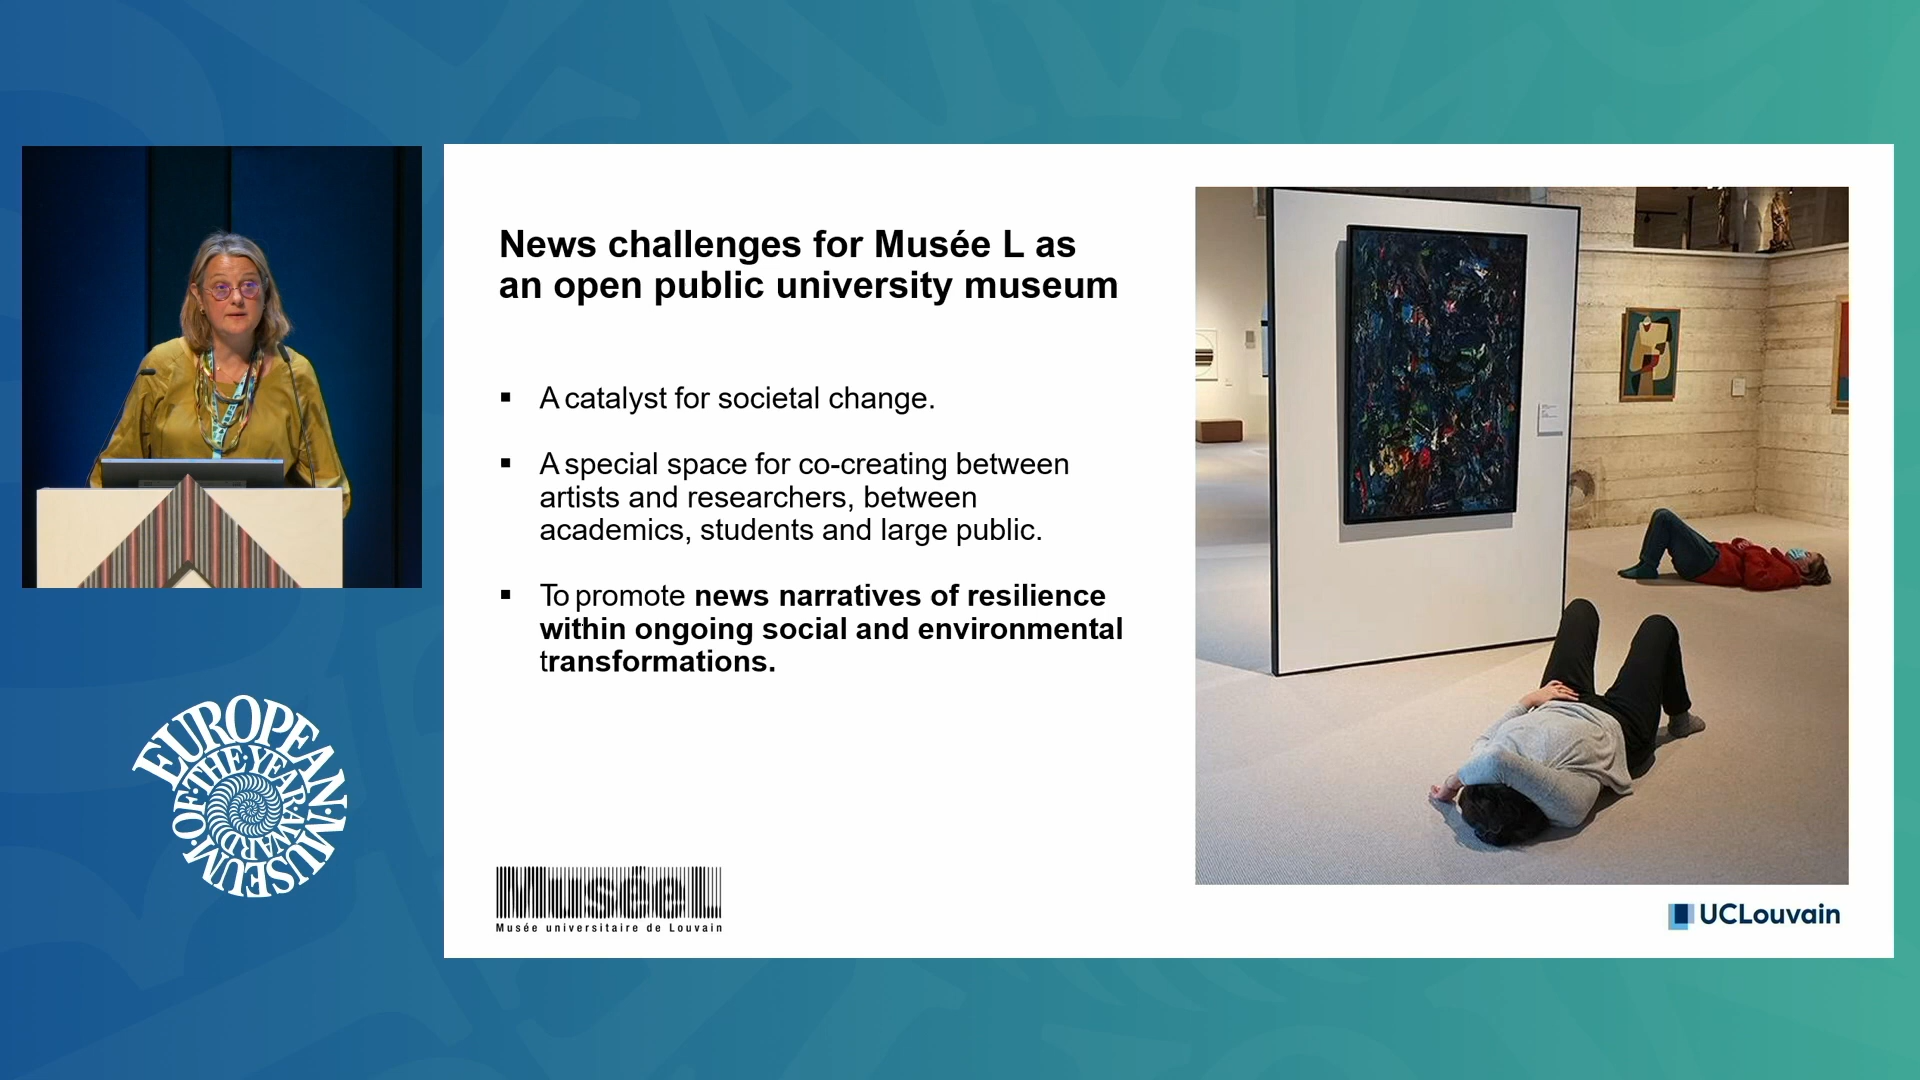 News challenges for Musée L as
an open public university museum
▪ A catalyst for societal change.
▪ A special space for co-creating between
artists and researchers, between
academics, students and large public.
▪ To promote news narratives of resilience
within ongoing social and environmental
transformations.
MuséeL
Musée universitaire de Louvain
UCLouvain
EUROPEAN·MUSEUM
·OF·THE·YEAR·AWARD